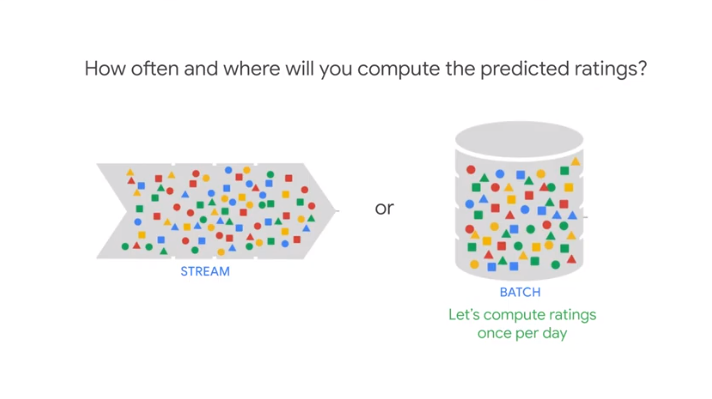 How often and where will you compute the predicted ratings?
or
STREAM
BATCH
Let's compute ratings
once per day